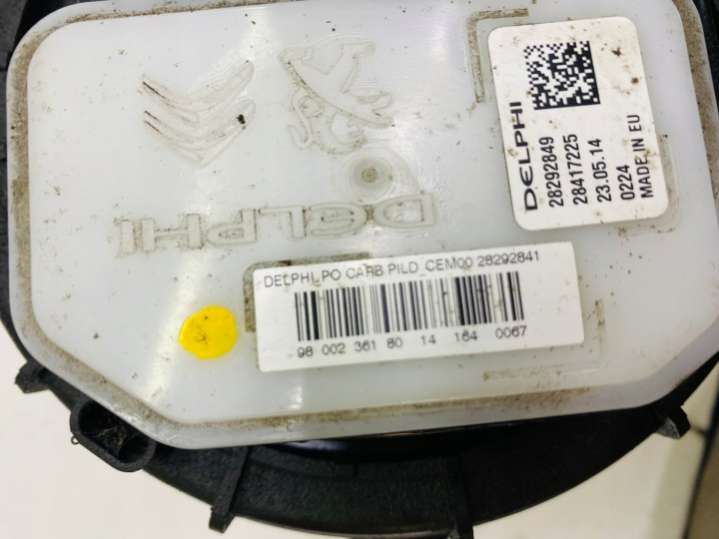 DELPHI
28292849
28417225
23.05.14
0224
MADE IN EU
DELPHI
DELPHI PO CARB PILD_CEM00 28292841
98 002 361 80 14 164 0067